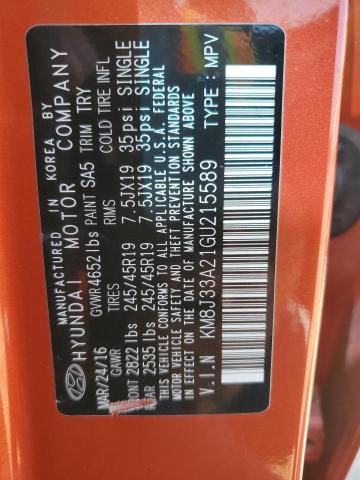 MANUFACTURED IN KOREA BY
HYUNDAI MOTOR COMPANY
MAR/24/16 GVWR 4652 lbs PAINT SA5 TRIM TRY
GAWR TIRES RIMS COLD TIRE INFL
RONT 2822 lbs 245/45R19 7.5JX19 35psi SINGLE
AR 2535 lbs 245/45R19 7.5JX19 35psi SINGLE
THIS VEHICLE CONFORMS TO ALL APPLICABLE U.S.A. FEDERAL
MOTOR VEHICLE SAFETY AND THEFT PREVENTION STANDARDS
IN EFFECT ON THE DATE OF MANUFACTURE SHOWN ABOVE
V.I.N : KM8J33A21GU215589 TYPE : MPV